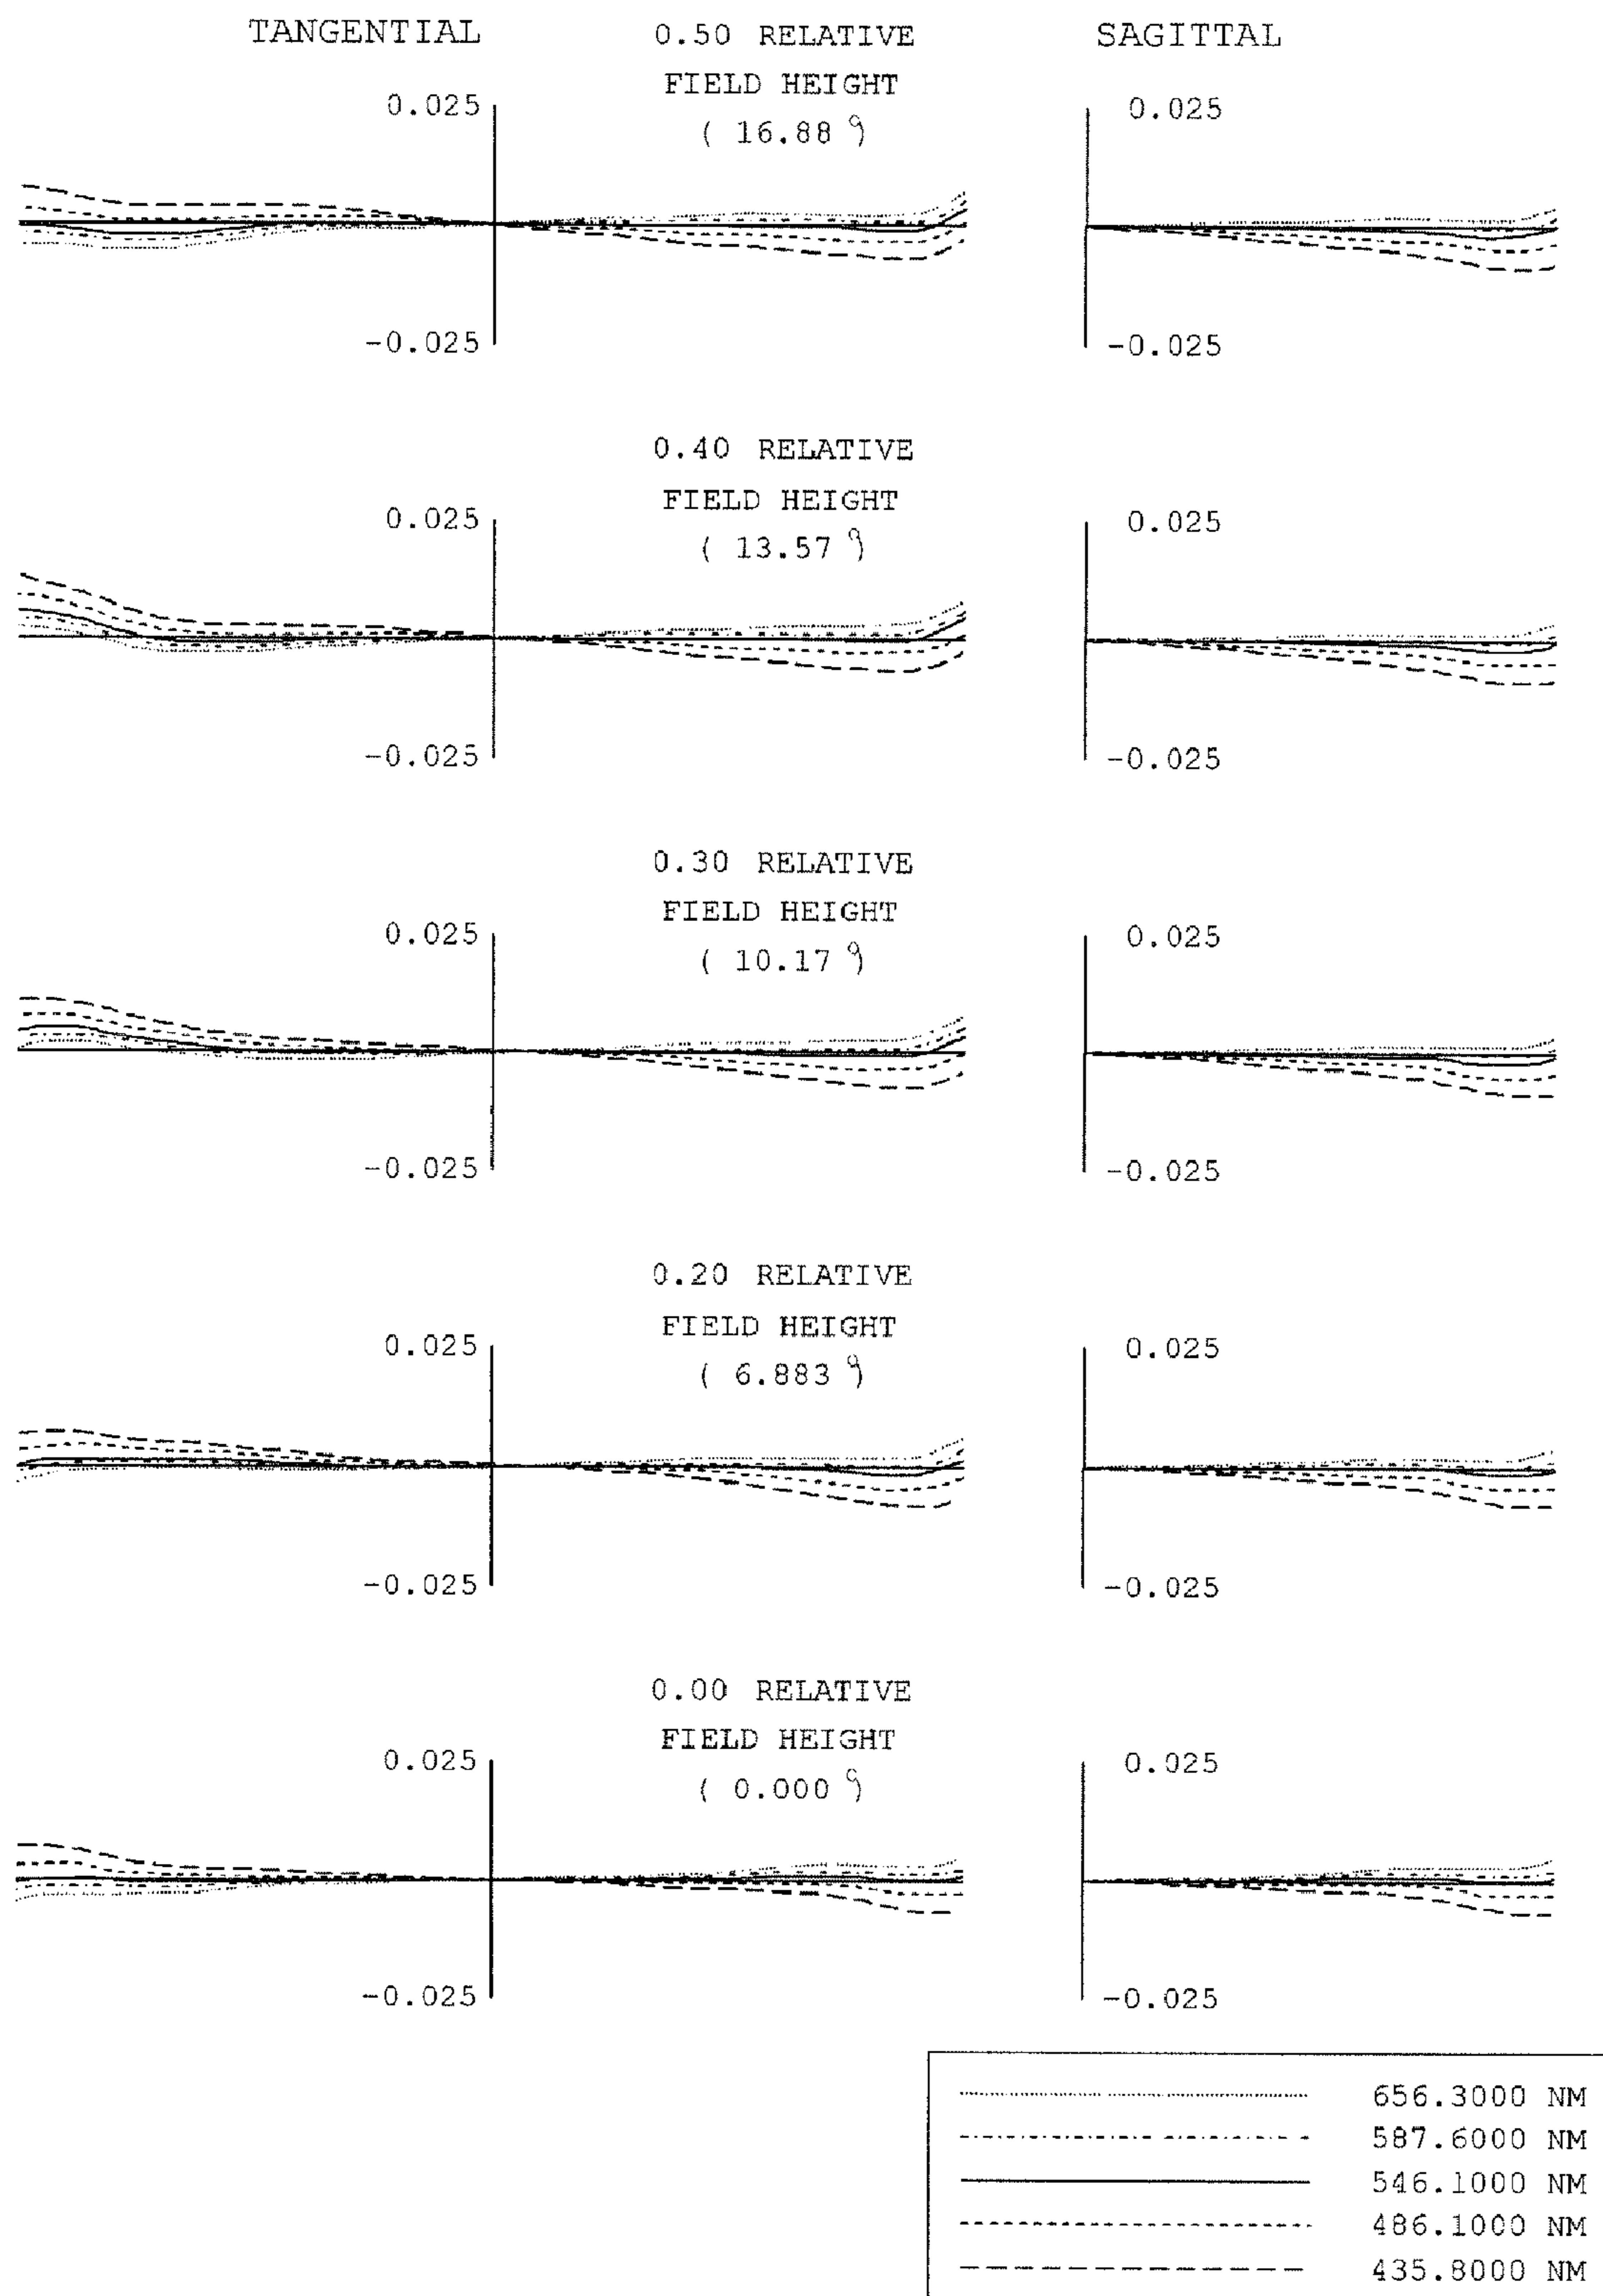 TANGENTIAL 0.50 RELATIVE SAGITTAL
FIELD HEIGHT
0.025 0.025
( 16.88 °)
-0.025 -0.025
0.40 RELATIVE
FIELD HEIGHT
0.025 0.025
( 13.57 °)
-0.025 -0.025
0.30 RELATIVE
FIELD HEIGHT
0.025 0.025
( 10.17 °)
-0.025 -0.025
0.20 RELATIVE
FIELD HEIGHT
0.025 0.025
( 6.883 °)
-0.025 -0.025
0.00 RELATIVE
FIELD HEIGHT
0.025 0.025
( 0.000 °)
-0.025 -0.025
656.3000 NM
587.6000 NM
546.1000 NM
486.1000 NM
435.8000 NM